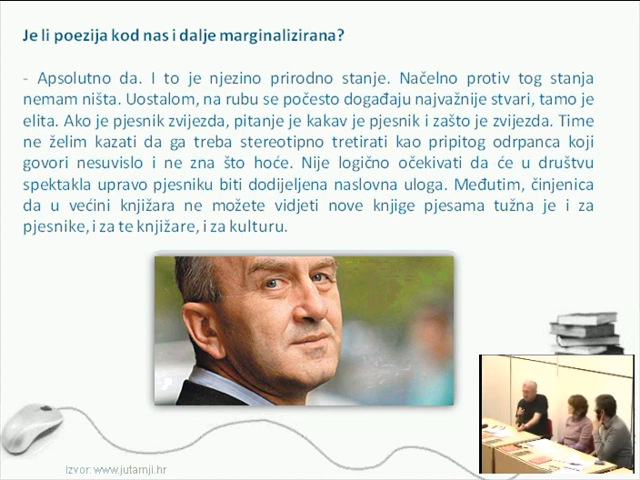 Je li poezija kod nas i dalje marginalizirana?
- Apsolutno da. I to je njezino prirodno stanje. Načelno protiv tog stanja
nemam ništa. Uostalom, na rubu se počesto događaju najvažnije stvari, tamo je
elita. Ako je pjesnik zvijezda, pitanje je kakav je pjesnik i zašto je zvijezda. Time
ne želim kazati da ga treba stereotipno tretirati kao pripitog odrpanca koji
govori nesuvislo i ne zna što hoće. Nije logično očekivati da će u društvu
spektakla upravo pjesniku biti dodijeljena naslovna uloga. Međutim, činjenica
da u većini knjižara ne možete vidjeti nove knjige pjesama tužna je i za
pjesnike, i za te knjižare, i za kulturu.
Izvor: www.jutarnji.hr